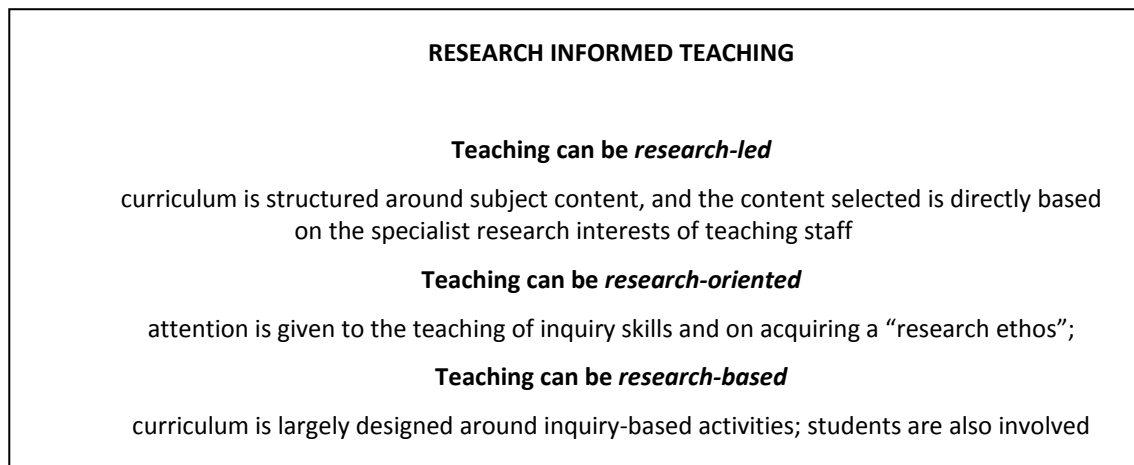 RESEARCH INFORMED TEACHING
Teaching can be research-led
curriculum is structured around subject content, and the content selected is directly based
on the specialist research interests of teaching staff
Teaching can be research-oriented
attention is given to the teaching of inquiry skills and on acquiring a “research ethos”;
Teaching can be research-based
curriculum is largely designed around inquiry-based activities; students are also involved